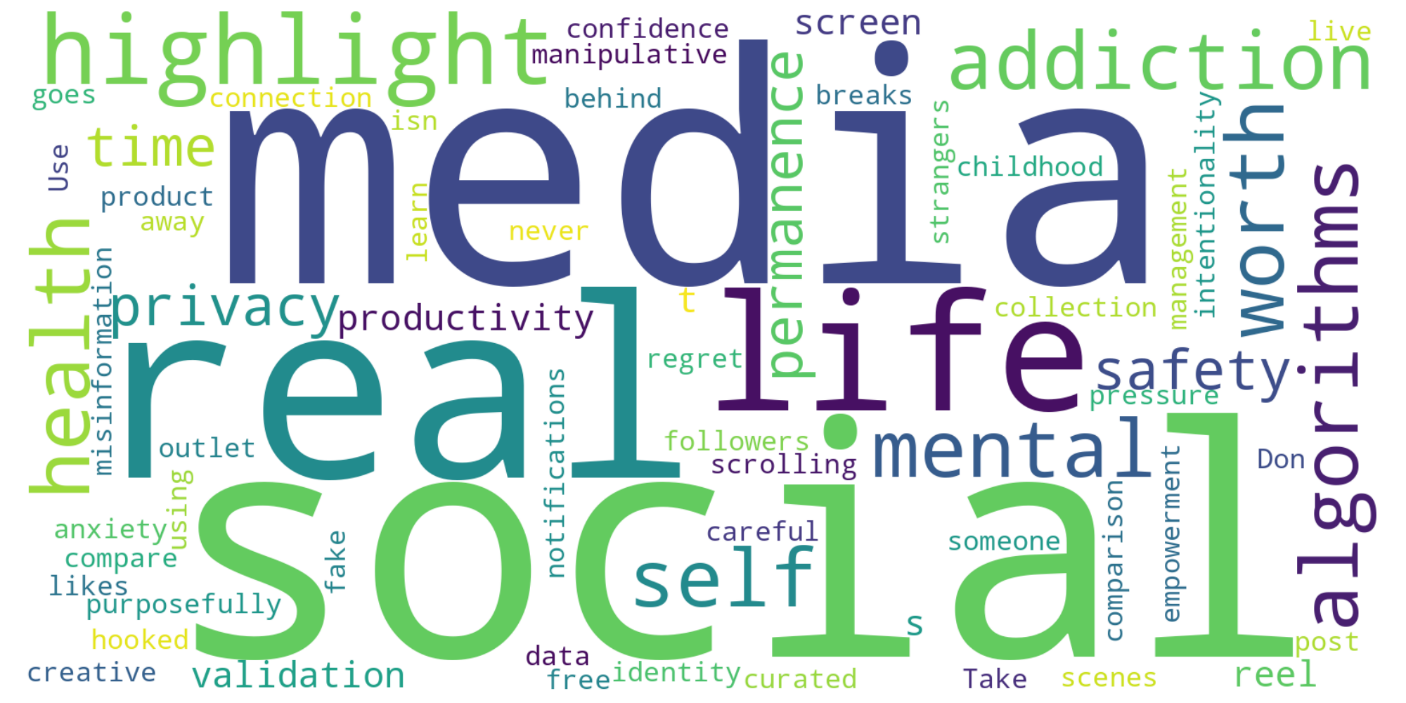 highlight
confidence
manipulative
screen
addiction
live
goes
connection
behind
breaks
isn
time
media
permanence
strangers
childhood
intentionality
worth
Use
product
away
learn
never
management
algorithms
health
misinformation
privacy
productivity
t
life
collection
real
regret
safety
pressure
outlet
notifications
followers
scrolling
mental
Don
using
anxiety
compare
fake
social
careful
self
someone
comparison
empowerment
likes
purposefully
hooked
s
post
creative
validation
data
free
identity
curated
Take
scenes
reel